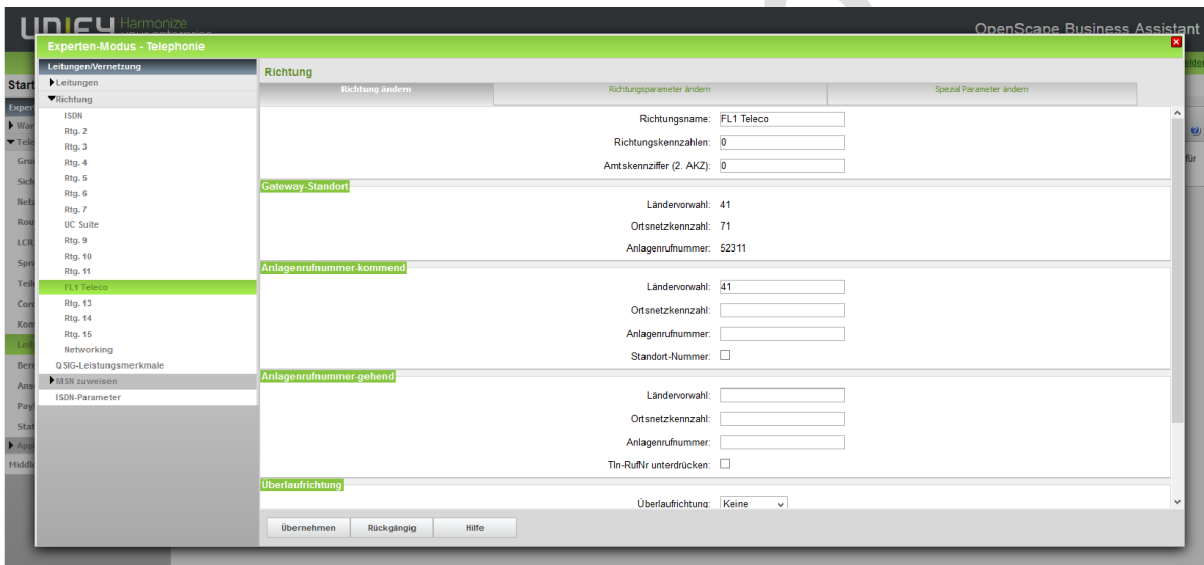 UNIFY Harmonize
your enterprise
OpenScape Business Assistant
Experten-Modus - Telephonie
Start
Leitungen/Vernetzung
Leitungen
Richtung
ISDN
Rtg. 2
Rtg. 3
Rtg. 4
Rtg. 5
Rtg. 6
Rtg. 7
UC Suite
Rtg. 9
Rtg. 10
Rtg. 11
FL1 Teleco
Rtg. 13
Rtg. 14
Rtg. 15
Networking
QSIG-Leistungsmerkmale
MSN zuweisen
ISDN-Parameter
Richtung
Richtung ändern
Richtungsparameter ändern
Spezial Parameter ändern
Richtungsname: FL1 Teleco
Richtungskennzahlen: 0
Amtskennziffer (2. AKZ): 0
Gateway-Standort
Ländervorwahl: 41
Ortsnetzkennzahl: 71
Anlagenrufnummer: 52311
Anlagenrufnummer-kommend
Ländervorwahl: 41
Ortsnetzkennzahl:
Anlagenrufnummer:
Standort-Nummer:
Anlagenrufnummer-gehend
Ländervorwahl:
Ortsnetzkennzahl:
Anlagenrufnummer:
Tln-RufNr unterdrücken:
Überlaufrichtung
Überlaufrichtung: Keine
Übernehmen
Rückgängig
Hilfe
für
LCR